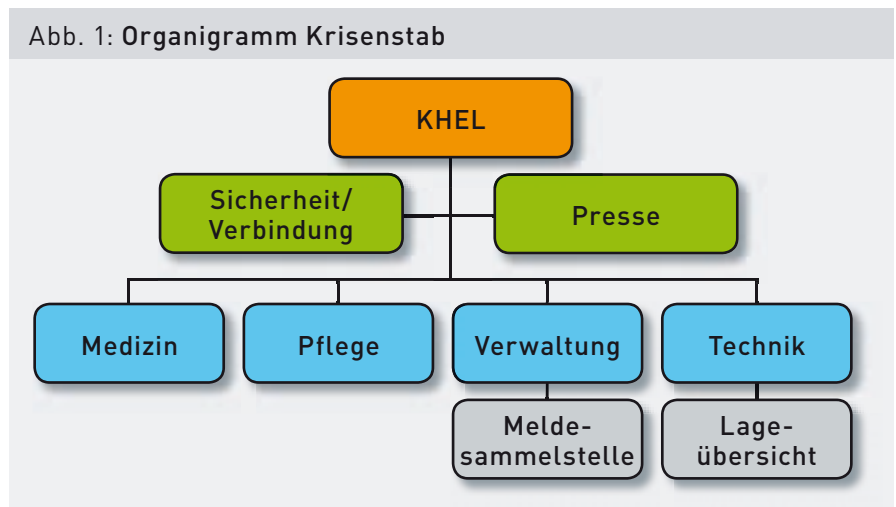 Abb. 1: Organigramm Krisenstab
KHEL
Sicherheit/
Verbindung
Presse
Medizin
Pflege
Verwaltung
Technik
Melde-
sammelstelle
Lage-
übersicht